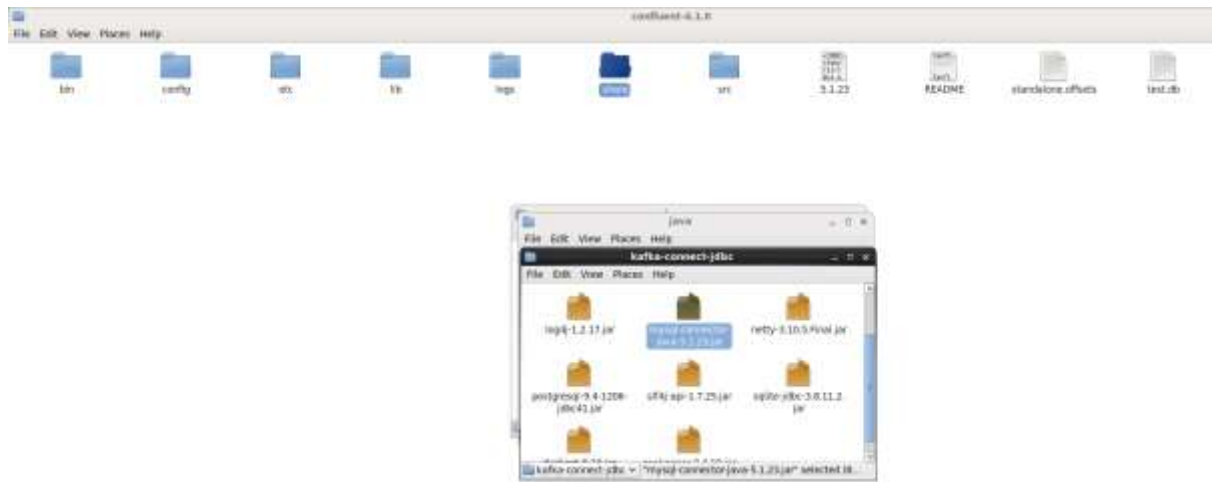 File Edit View Places Help
bin
config
etc
lib
logs
share
src
5.1.23
README
standalone.offsets
test.db
java
File Edit View Places Help
kafka-connect-jdbc
File Edit View Places Help
log4j-1.2.17.jar
mysql-connector-
java-5.1.23.jar
netty-3.10.5.Final.jar
postgresql-9.4-1206-
jdbc41.jar
slf4j-api-1.7.25.jar
sqlite-jdbc-3.8.11.2.
jar
kafka-connect-jdbc
"mysql-connector-java-5.1.23.jar" selected